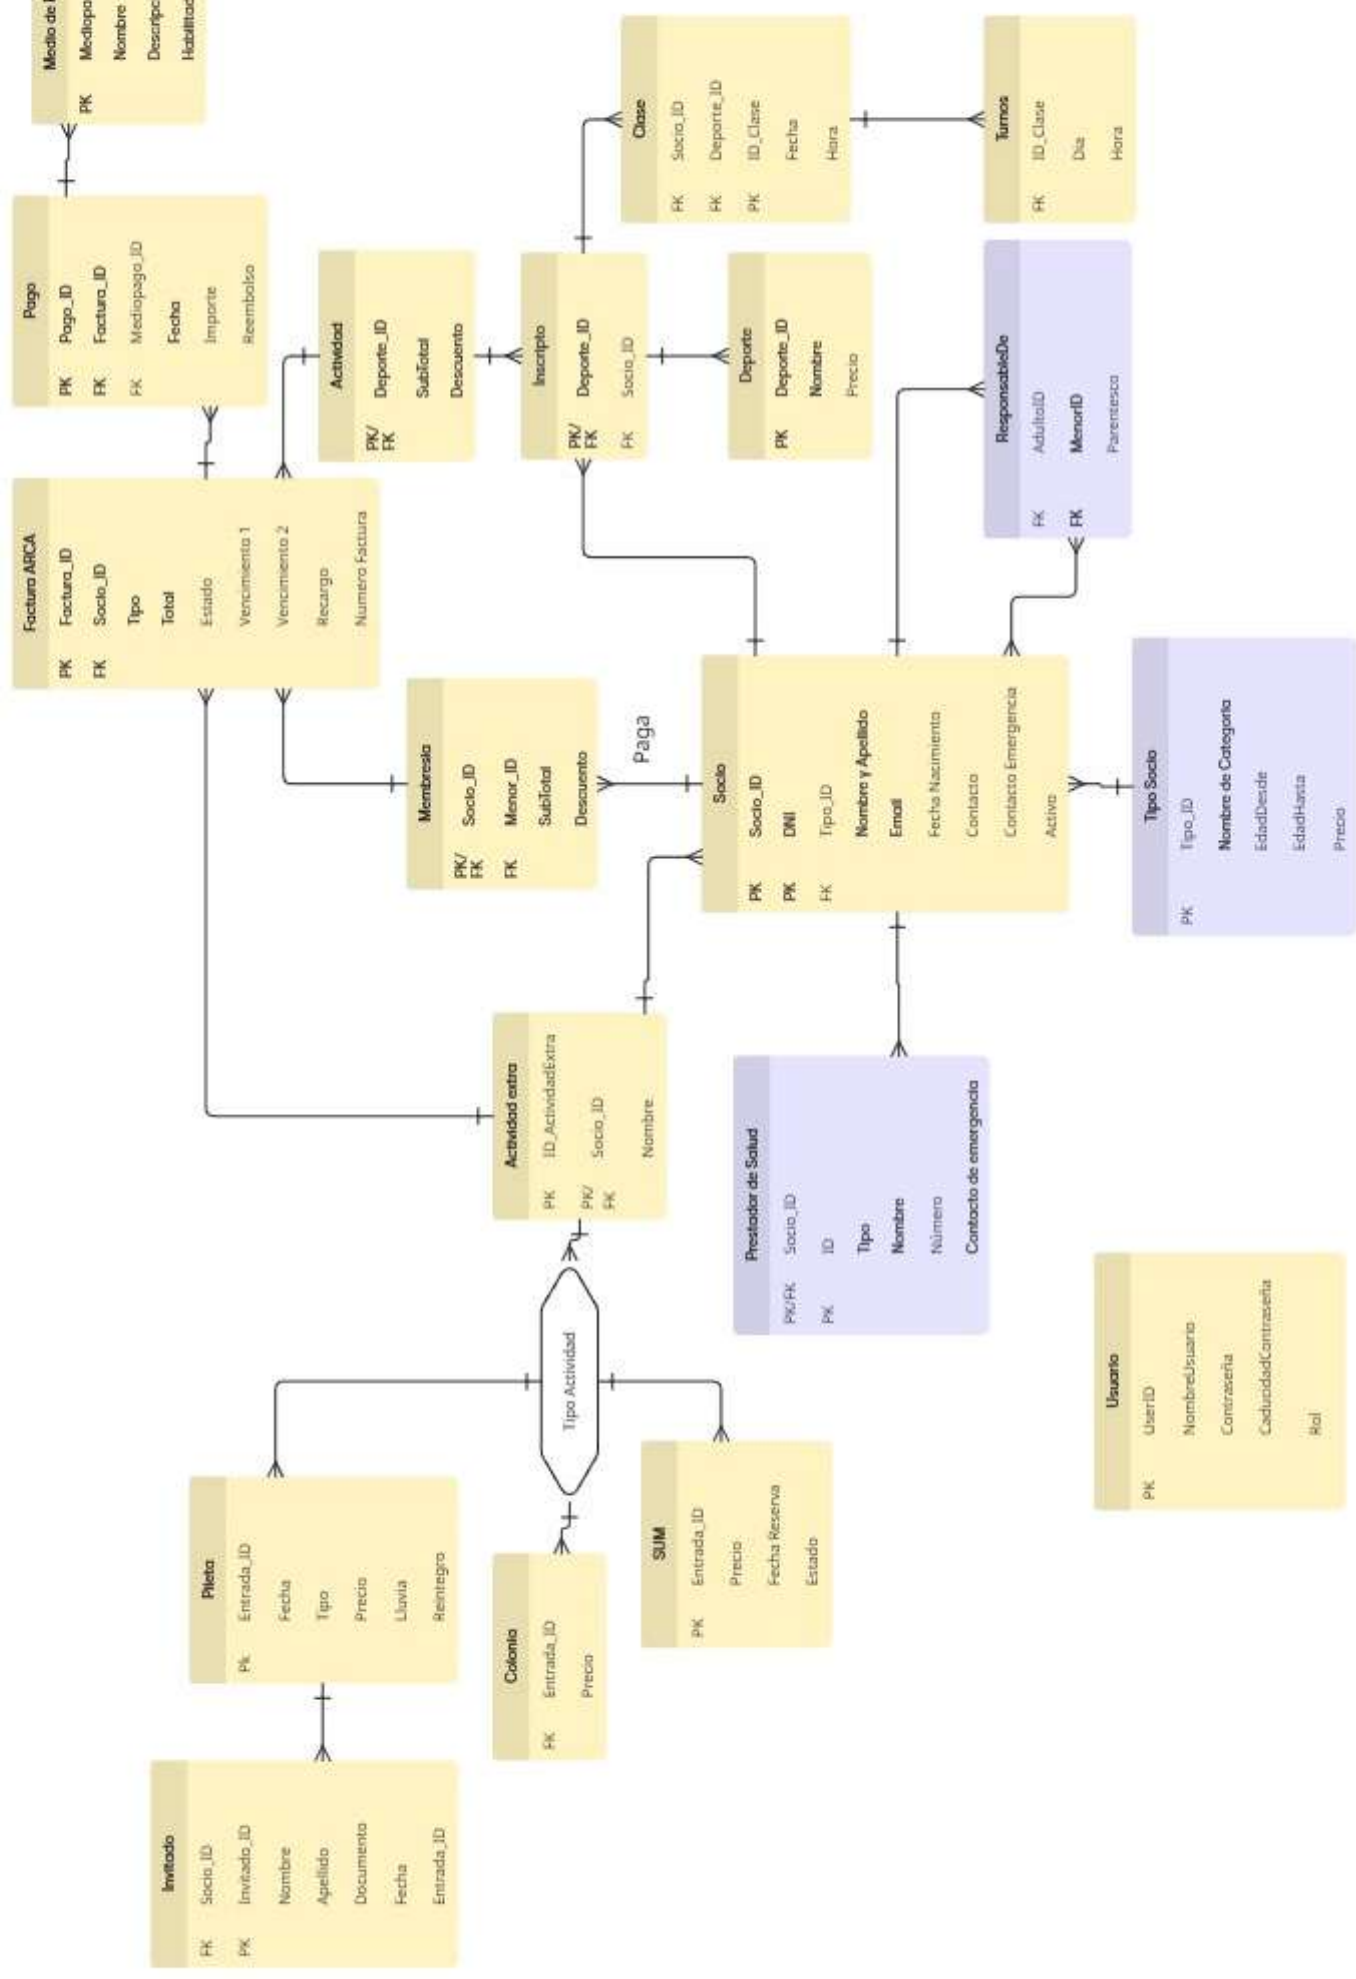 Invitado
FK Socio_ID
PK Invitado_ID
Nombre
Apellido
Documento
Fecha
Entrada_ID
Pileta
Pk Entrada_ID
Fecha
Tipo
Precio
Lluvia
Reintegro
Colonia
FK Entrada_ID
Precio
SUM
PK Entrada_ID
Precio
Fecha Reserva
Estado
Tipo Actividad
Actividad extra
PK ID_ActividadExtra
PK/ FK Socio_ID
Nombre
Prestador de Salud
PK/FK Socio_ID
PK ID
Tipo
Nombre
Número
Contacto de emergencia
Usuario
PK UserID
NombreUsuario
Contraseña
CaducidadContraseña
Rol
Factura ARCA
PK Factura_ID
FK Socio_ID
Tipo
Total
Estado
Vencimiento 1
Vencimiento 2
Recargo
Numero Factura
Membresia
PK/ FK Socio_ID
FK Menor_ID
SubTotal
Descuento
Paga
Socio
PK Socio_ID
PK DNI
FK Tipo_ID
Nombre y Apellido
Email
Fecha Nacimiento
Contacto
Contacto Emergencia
Activo
Tipo Socio
PK Tipo_ID
Nombre de Categoria
EdadDesde
EdadHasta
Precio
Pago
PK Pago_ID
FK Factura_ID
FK Mediopago_ID
Fecha
Importe
Reembolso
Actividad
PK/ FK Deporte_ID
SubTotal
Descuento
Inscripto
PK/ FK Deporte_ID
FK Socio_ID
Deporte
PK Deporte_ID
Nombre
Precio
ResponsableDe
FK AdultoID
FK MenorID
Parentesco
Medio de
PK
Nombre
Clase
FK Socio_ID
FK Deporte_ID
PK ID_Clase
Fecha
Hora
Turnos
FK ID_Clase
Dia
Hora